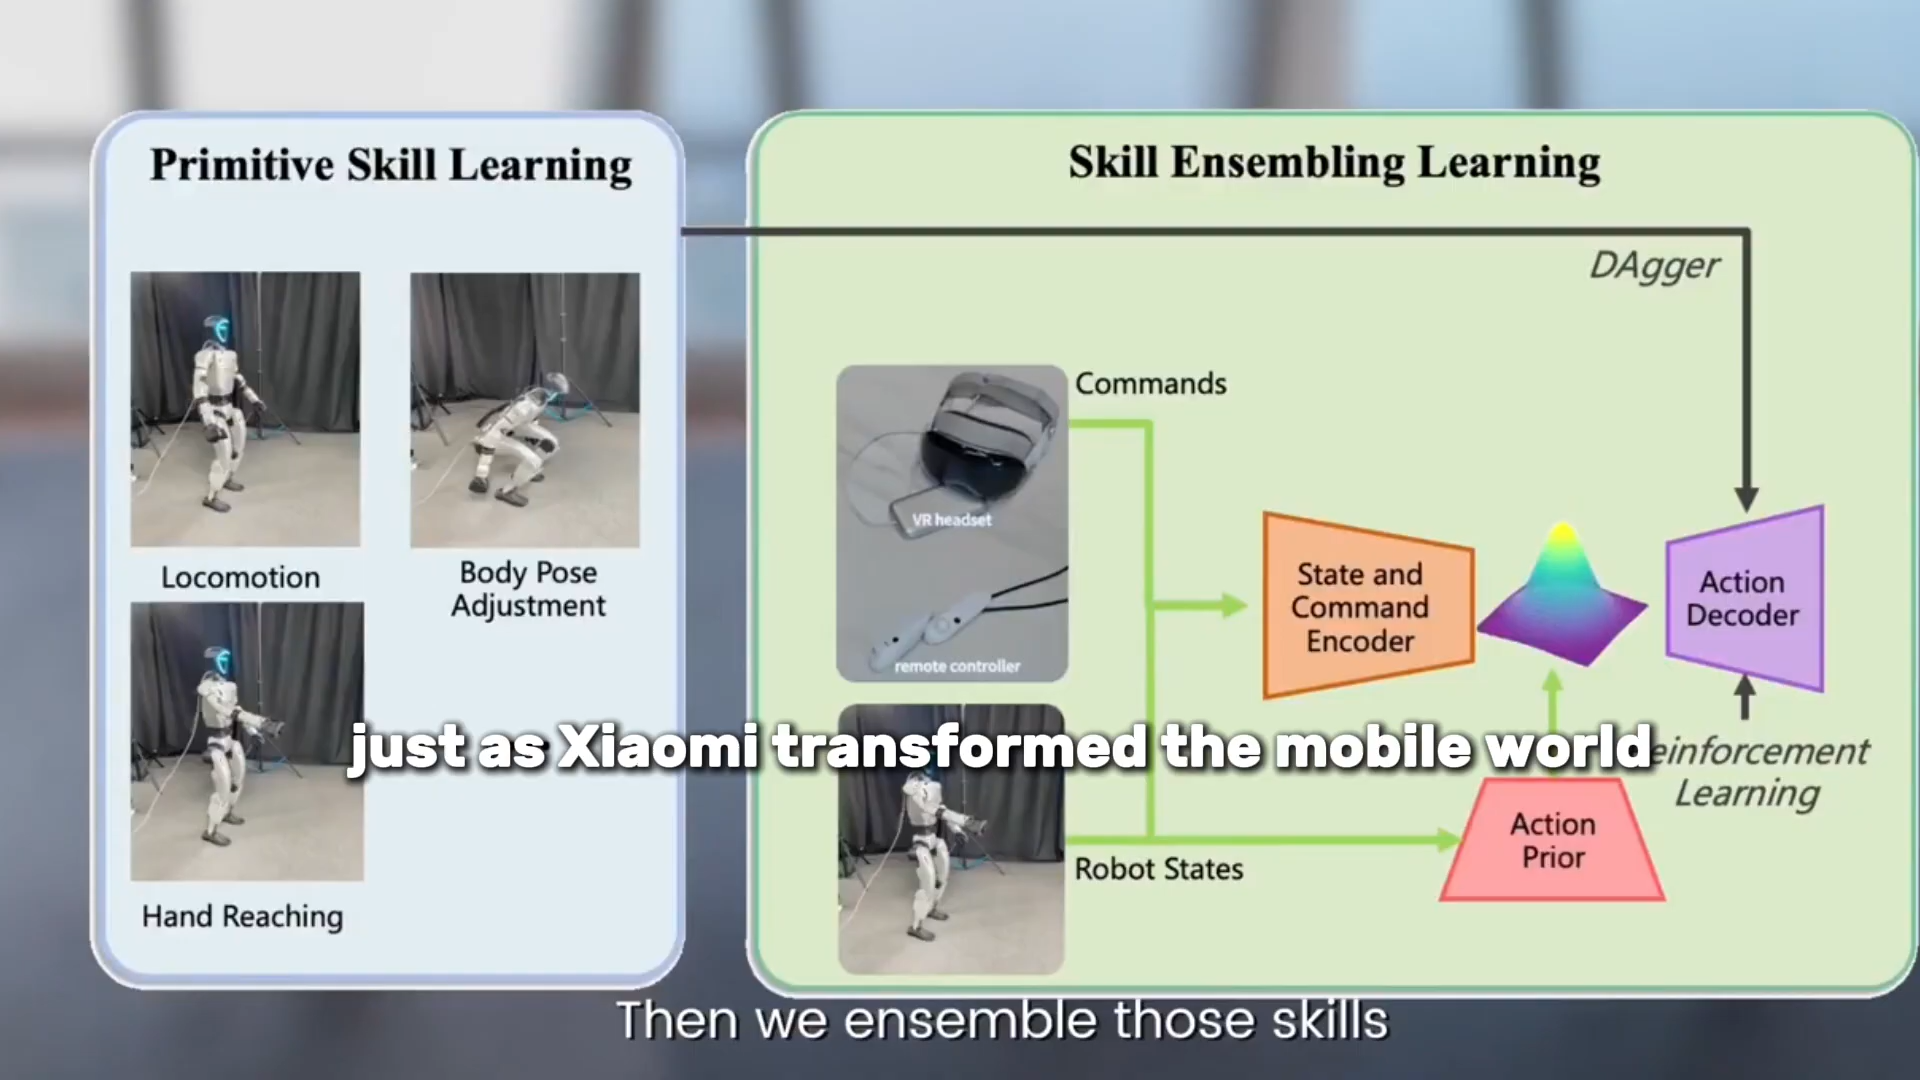 Primitive Skill Learning
Locomotion
Body Pose
Adjustment
Hand Reaching
Skill Ensembling Learning
DAgger
Commands
VR headset
remote controller
State and
Command
Encoder
Action
Decoder
einforcement
Learning
Action
Prior
Robot States
just as Xiaomi transformed the mobile world
Then we ensemble those skills